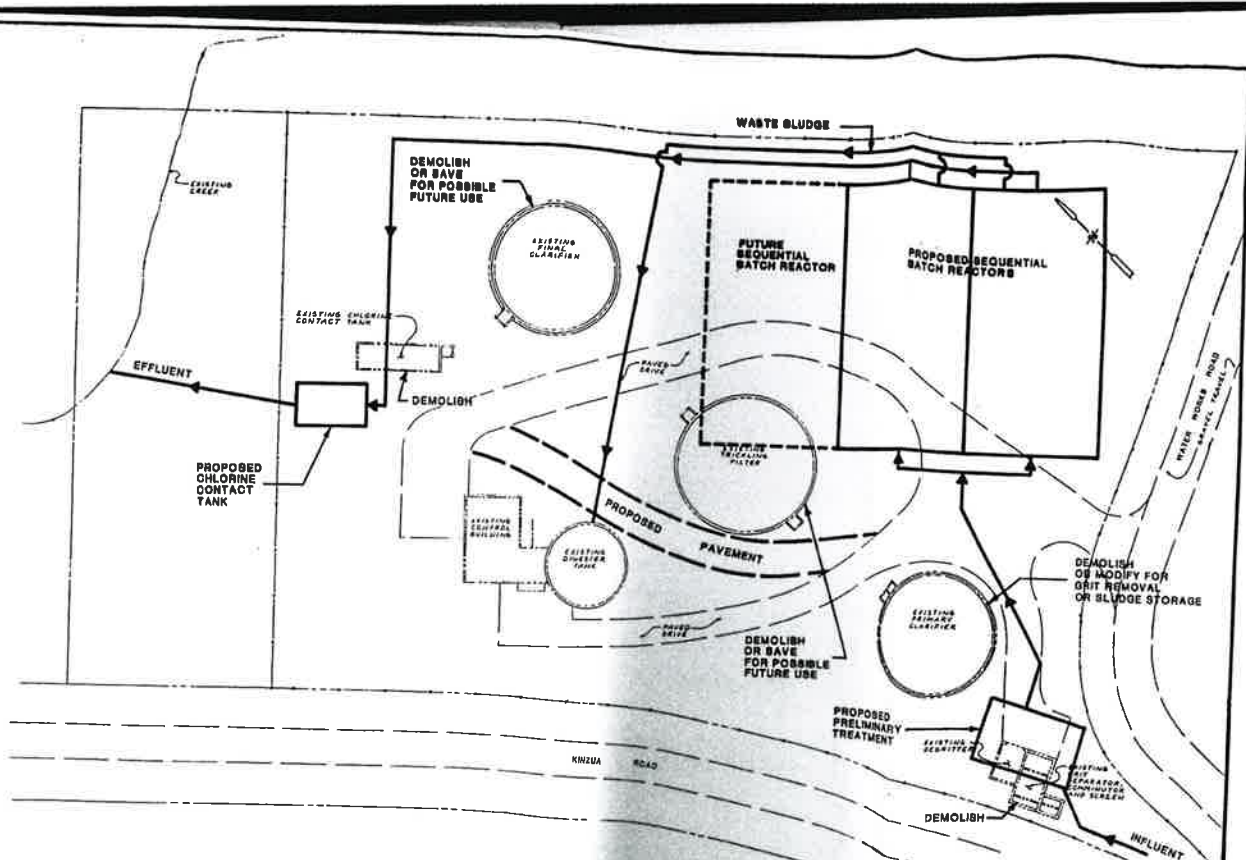 WASTE SLUDGE
DEMOLISH
OR SAVE
FOR POSSIBLE
FUTURE USE
EXISTING
CREEK
EXISTING
FINAL
CLARIFIER
FUTURE
SEQUENTIAL
BATCH REACTOR
PROPOSED SEQUENTIAL
BATCH REACTORS
EXISTING CHLORINE
CONTACT TANK
EFFLUENT
DEMOLISH
PAVED
DRIVE
WATER WORKS ROAD
GRAVEL TRAVEL
PROPOSED
CHLORINE
CONTACT
TANK
EXISTING
TRICKLING
FILTER
EXISTING
CONTROL
BUILDING
PROPOSED PAVEMENT
EXISTING
DIGESTER
TANK
DEMOLISH
OR MODIFY FOR
GRIT REMOVAL
OR SLUDGE STORAGE
EXISTING
PRIMARY
CLARIFIER
PAVED
DRIVE
DEMOLISH
OR SAVE
FOR POSSIBLE
FUTURE USE
PROPOSED
PRELIMINARY
TREATMENT
EXISTING
DEGRITTER
KINZUA ROAD
EXISTING
GRIT
SEPARATOR,
COMMINUTOR
AND SCREEN
DEMOLISH
INFLUENT